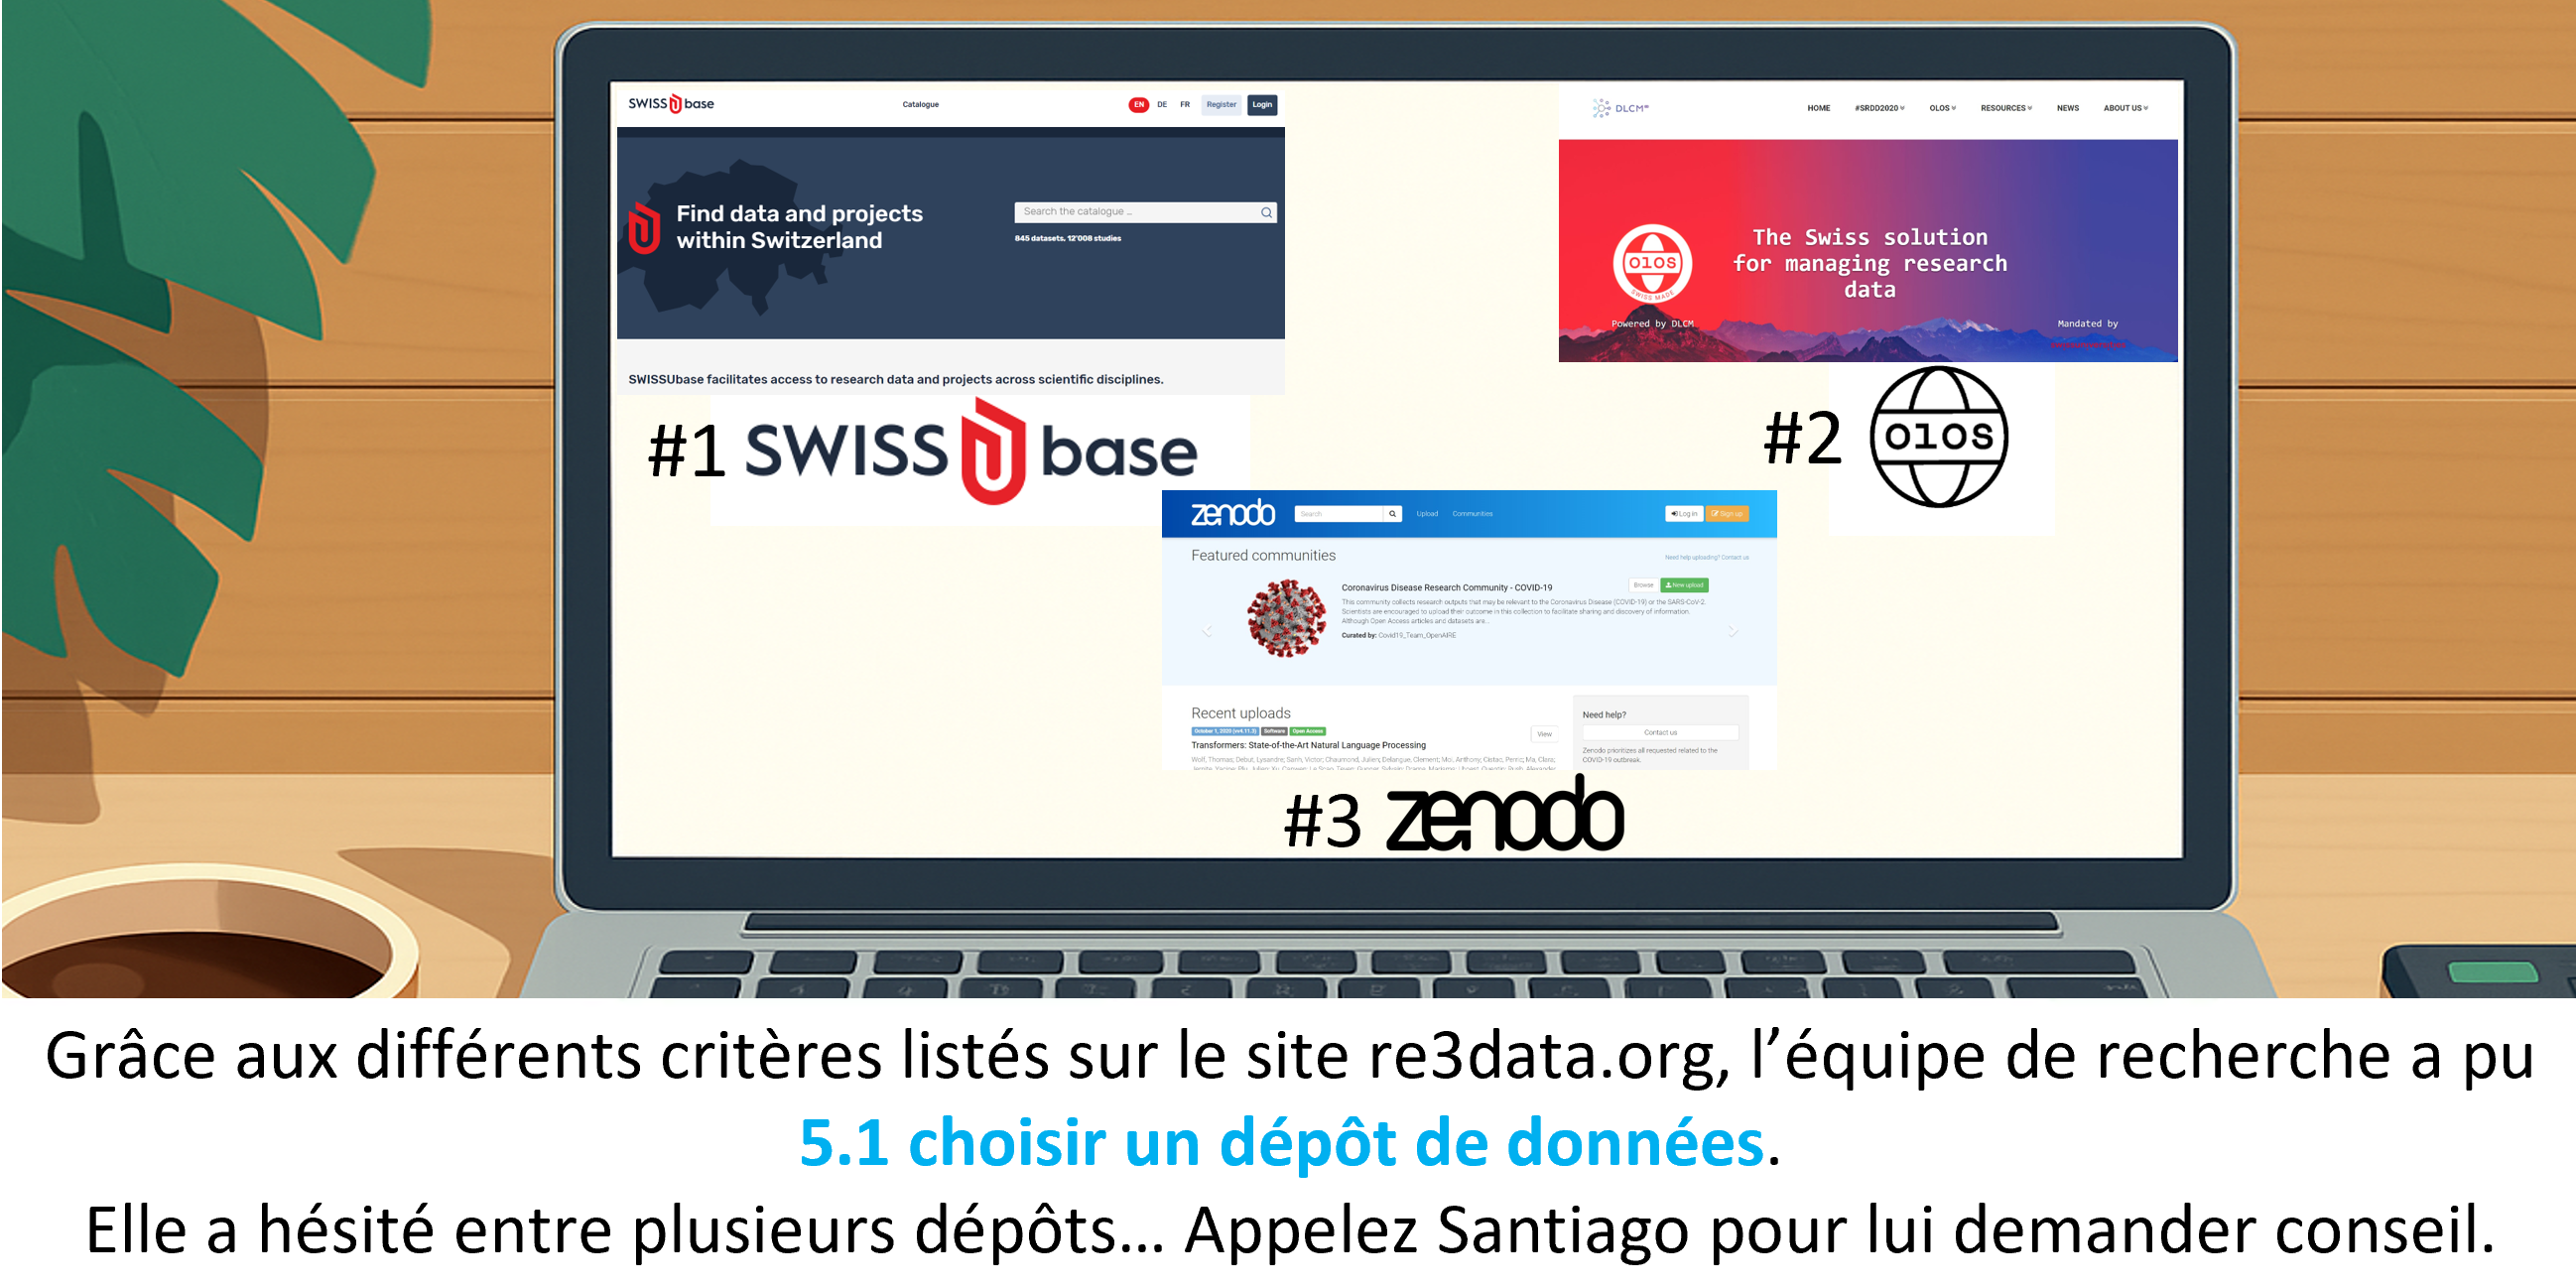 SWISS base
Catalogue
EN DE FR Register Login
Find data and projects
within Switzerland
Search the catalogue ...
845 datasets, 12'008 studies
SWISSUbase facilitates access to research data and projects across scientific disciplines.
#1 SWISS base
DLCM
HOME #SRDD2020 OLOS RESOURCES NEWS ABOUT US
OLOS
SWISS MADE
The Swiss solution
for managing research
data
Powered by DLCM
Mandated by
#2 OLOS
zenodo
Search
Upload Communities
Log in Sign up
Featured communities
Need help uploading? Contact us
Coronavirus Disease Research Community - COVID-19
Browse New upload
This community collects research outputs that may be relevant to the Coronavirus Disease (COVID-19) or the SARS-CoV-2.
Scientists are encouraged to upload their outcome in this collection to facilitate sharing and discovery of information.
Although Open Access articles and datasets are...
Curated by: Covid19_Team_OpenAIRE
Recent uploads
October 1, 2020 (v4.11.3) Software Open Access
View
Transformers: State-of-the-Art Natural Language Processing
Wolf, Thomas; Debut, Lysandre; Sanh, Victor; Chaumond, Julien; Delangue, Clement; Moi, Anthony; Cistac, Perric; Ma, Clara;
Need help?
Contact us
Zenodo prioritizes all requested related to the
COVID-19 outbreak.
#3 zenodo
Grâce aux différents critères listés sur le site re3data.org, l’équipe de recherche a pu
5.1 choisir un dépôt de données.
Elle a hésité entre plusieurs dépôts... Appelez Santiago pour lui demander conseil.